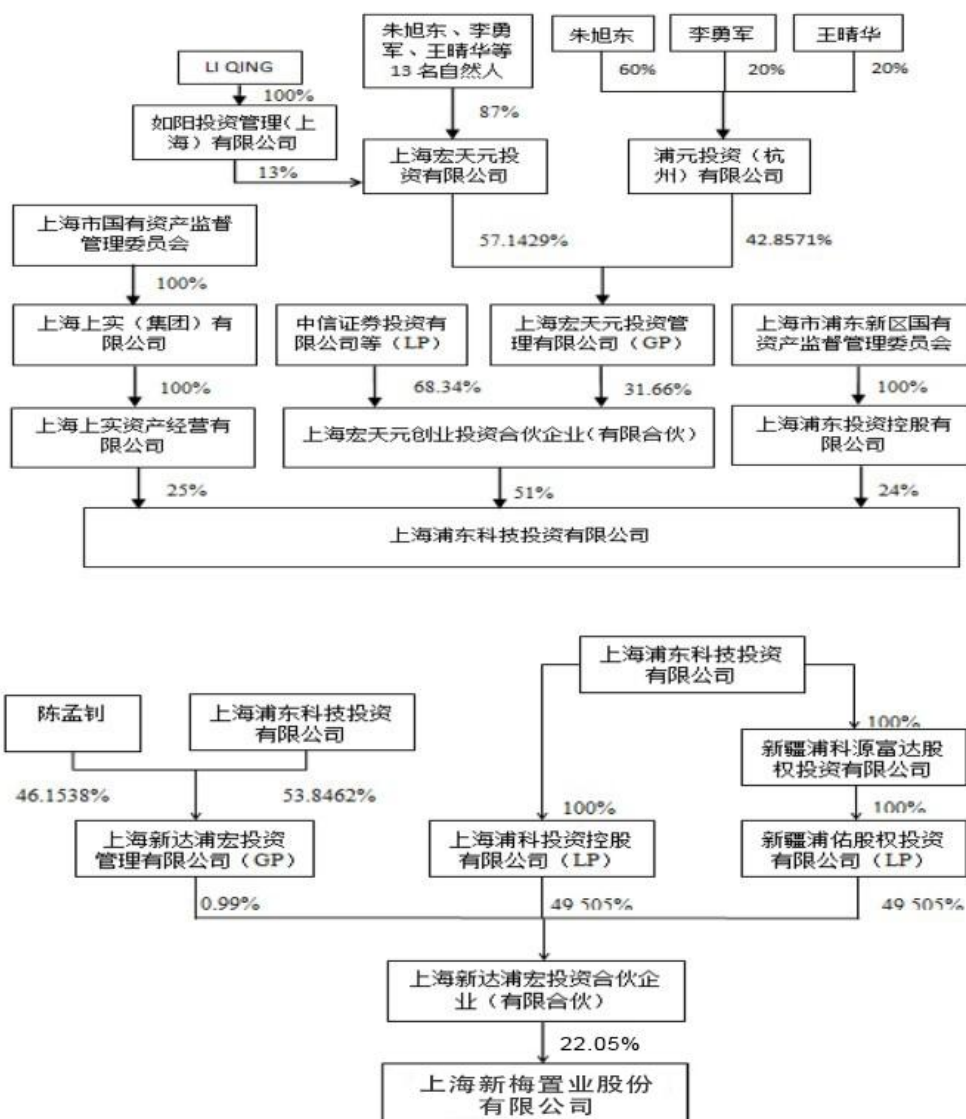 朱旭东、李勇
军、王晴华等
13 名自然人
朱旭东
李勇军
王晴华
LI QING
60%
20%
20%
100%
87%
如阳投资管理（上
海）有限公司
上海宏天元投
资有限公司
浦元投资（杭
州）有限公司
13%
上海市国有资产监督
管理委员会
57.1429%
42.8571%
100%
上海上实（集团）有
限公司
中信证券投资有
限公司等（LP）
上海宏天元投资管
理有限公司（GP）
上海市浦东新区国有
资产监督管理委员会
100%
68.34%
31.66%
100%
上海上实资产经营有
限公司
上海宏天元创业投资合伙企业（有限合伙）
上海浦东投资控股有
限公司
25%
51%
24%
上海浦东科技投资有限公司
上海浦东科技投资
有限公司
陈孟钊
上海浦东科技投资
有限公司
100%
新疆浦科源富达股
权投资有限公司
46.1538%
53.8462%
100%
100%
上海新达浦宏投资
管理有限公司（GP）
上海浦科投资控股
有限公司（LP）
新疆浦佑股权投资
有限公司（LP）
0.99%
49.505%
49.505%
上海新达浦宏投资合伙企
业（有限合伙）
22.05%
上海新梅置业股份
有限公司